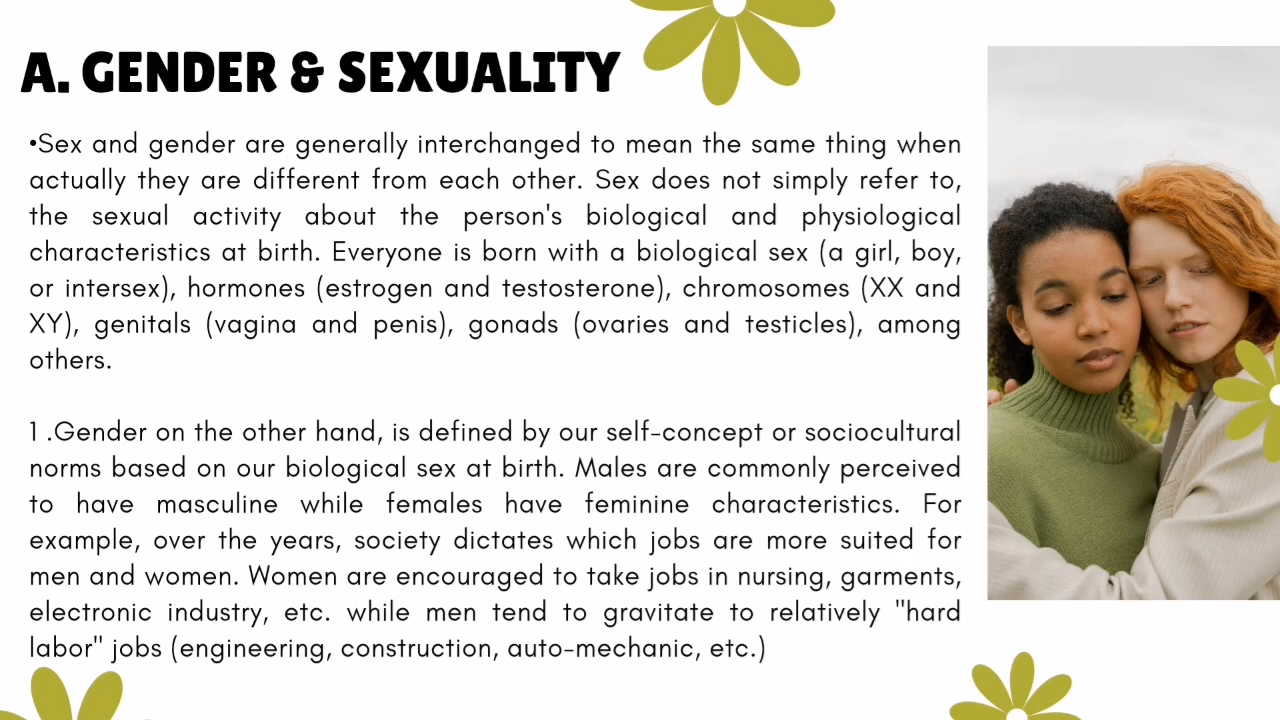 A. GENDER & SEXUALITY
•Sex and gender are generally interchanged to mean the same thing when
actually they are different from each other. Sex does not simply refer to,
the sexual activity about the person's biological and physiological
characteristics at birth. Everyone is born with a biological sex (a girl, boy,
or intersex), hormones (estrogen and testosterone), chromosomes (XX and
XY), genitals (vagina and penis), gonads (ovaries and testicles), among
others.
1 .Gender on the other hand, is defined by our self-concept or sociocultural
norms based on our biological sex at birth. Males are commonly perceived
to have masculine while females have feminine characteristics. For
example, over the years, society dictates which jobs are more suited for
men and women. Women are encouraged to take jobs in nursing, garments,
electronic industry, etc. while men tend to gravitate to relatively "hard
labor" jobs (engineering, construction, auto-mechanic, etc.)